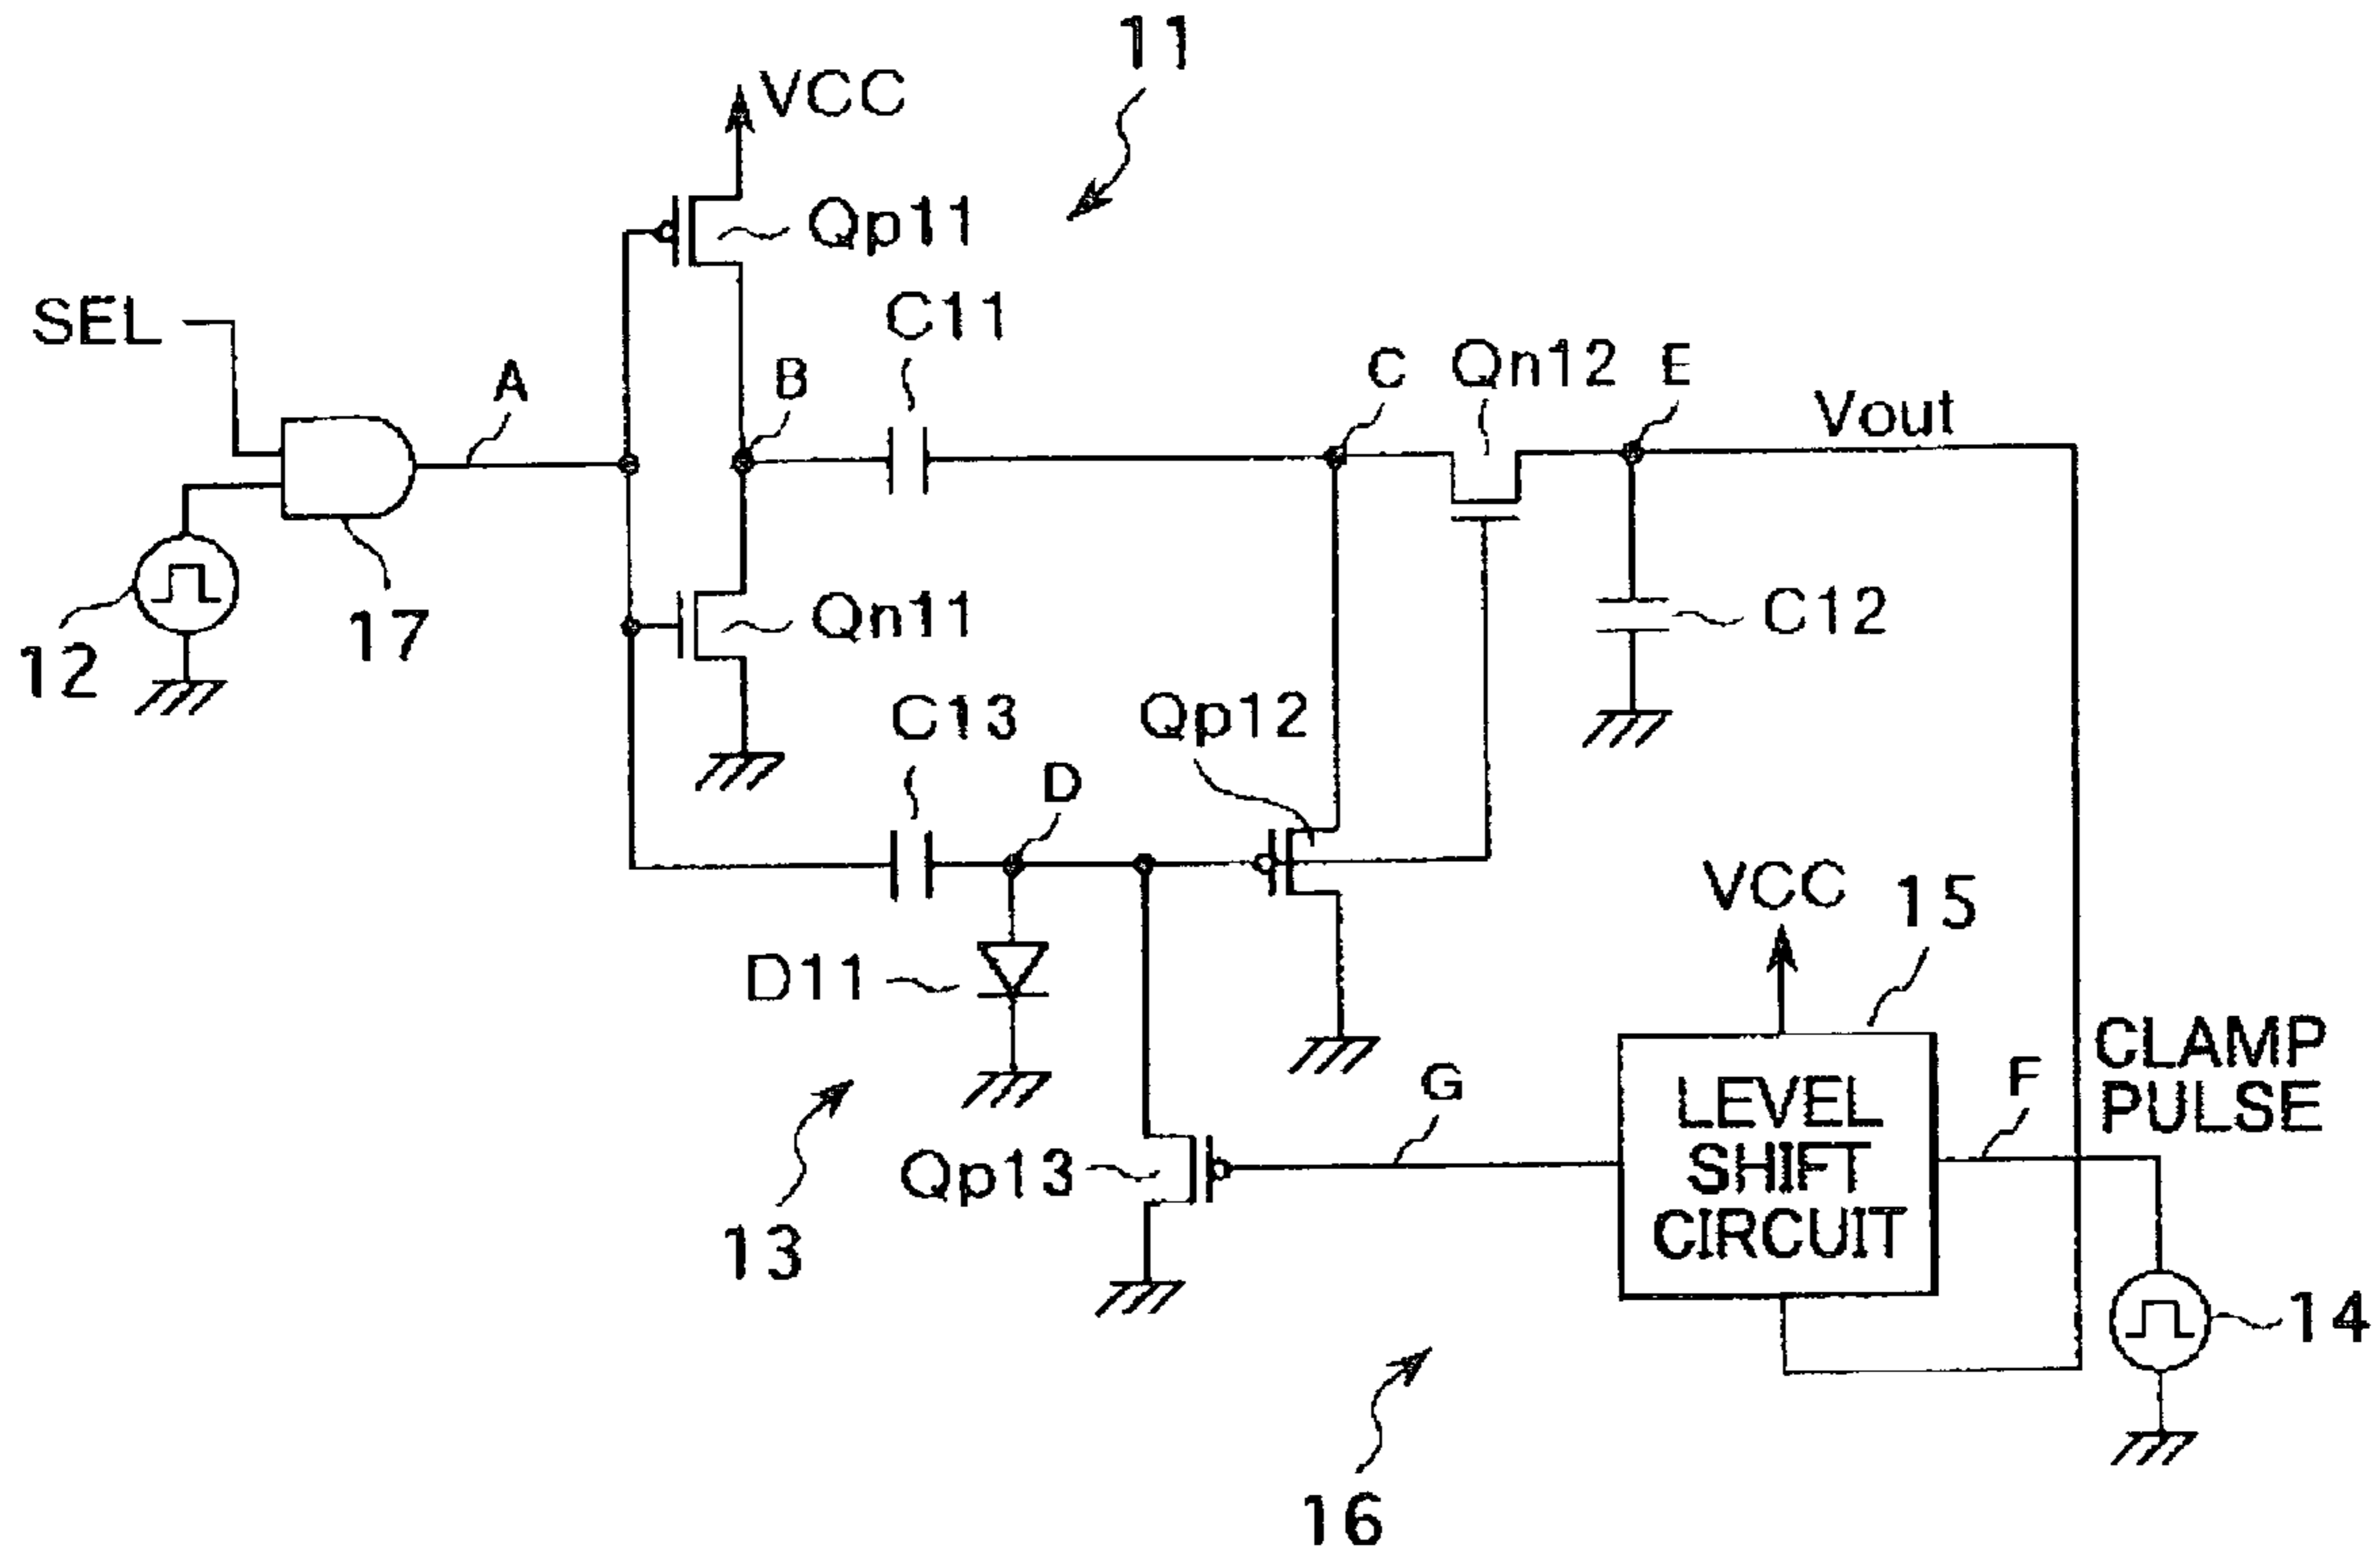 11
VCC
Qp11
SEL
C11
A
B
C
Qn12
E
Vout
12
17
Qn11
C12
C13
Qp12
D
VCC
15
D11
CLAMP
PULSE
G
F
LEVEL
SHIFT
CIRCUIT
Qp13
13
14
16